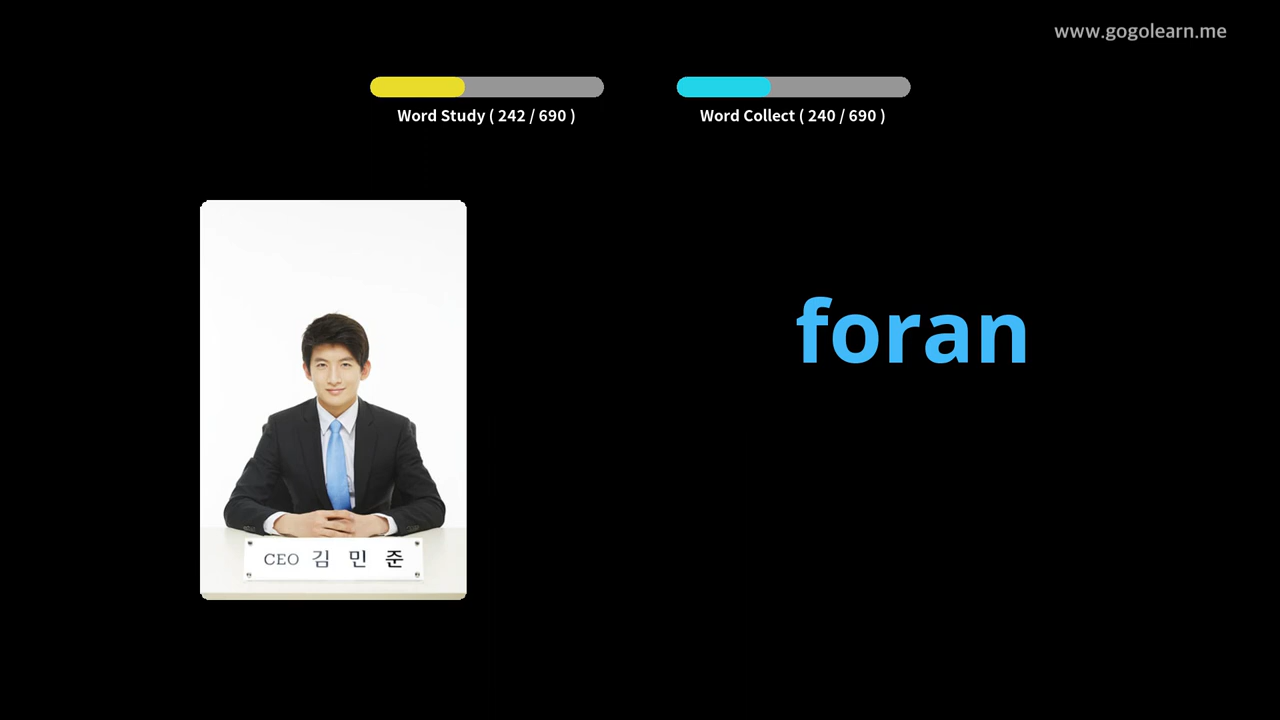 www.gogolearn.me
Word Study ( 242 / 690 )
Word Collect ( 240 / 690 )
foran
CEO 김 민 준